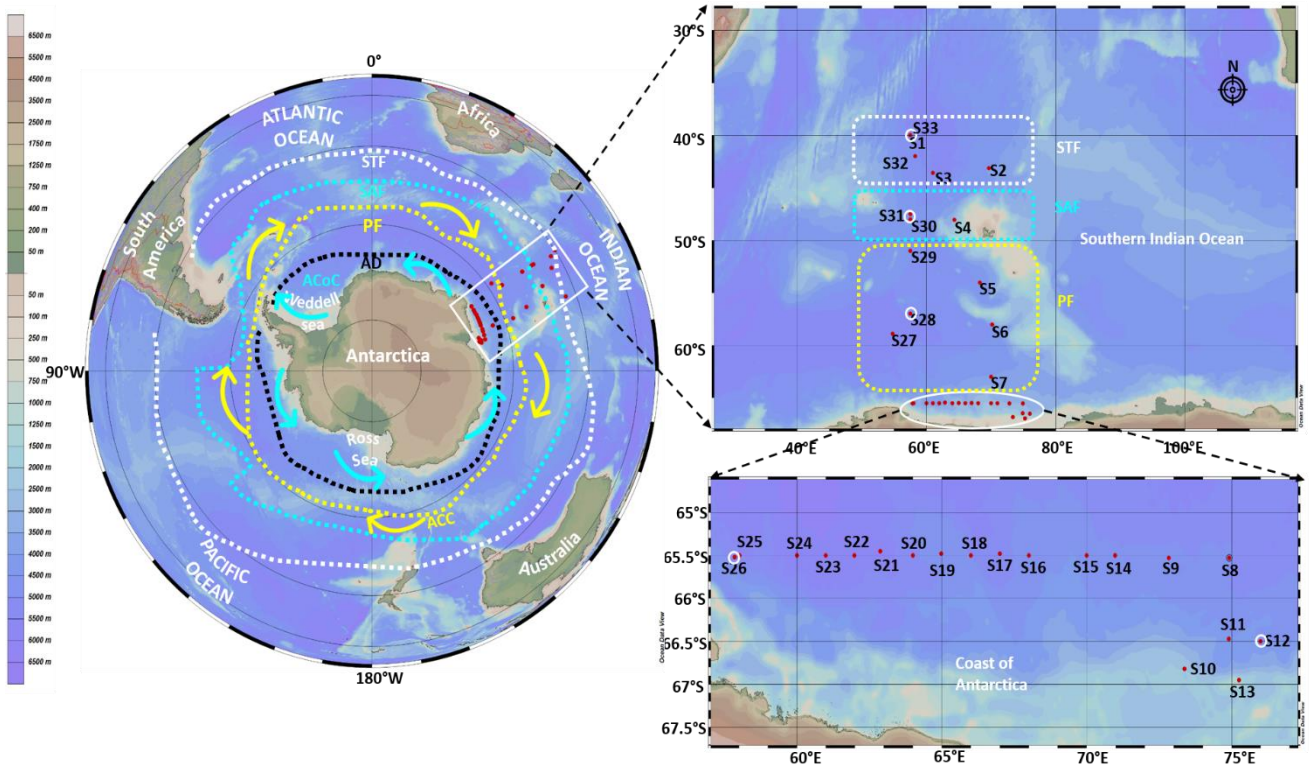 6500 m
5500 m
4500 m
3500 m
2500 m
1750 m
1250 m
750 m
400 m
200 m
50 m
50 m
100 m
250 m
500 m
750 m
1000 m
1250 m
1500 m
2000 m
2500 m
3000 m
3500 m
4000 m
4500 m
5000 m
5500 m
6000 m
6500 m
0°
ATLANTIC
OCEAN
Africa
STF
SAF
PF
AD
South
America
INDIAN
OCEAN
ACoC
Weddell
sea
Antarctica
90°W
Ross
Sea
ACC
PACIFIC
OCEAN
Australia
180°W
30°S
N
40°S
S33
S1
STF
S32
S3
S2
SAF
S31
S30
S4
50°S
Southern Indian Ocean
S29
S5
PF
S28
S27
S6
60°S
S7
Ocean Data View
40°E
60°E
80°E
100°E
65°S
S25
S24
S22
S20
S18
65.5°S
S26
S23
S21
S19
S17
S16
S15
S14
S9
S8
66°S
S11
66.5°S
S12
Coast of
Antarctica
S10
S13
67°S
67.5°S
Ocean Data View
60°E
65°E
70°E
75°E